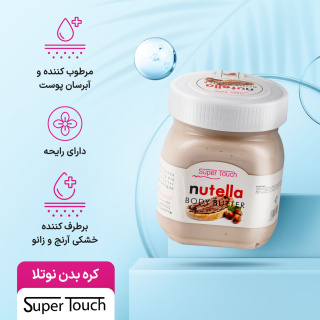 مرطوب کننده و
آبرسان پوست
دارای رایحه
برطرف کننده
خشکی آرنج و زانو
کره بدن نوتلا
Super Touch
nutella
Super Touch
nutella
BODY BUTTER